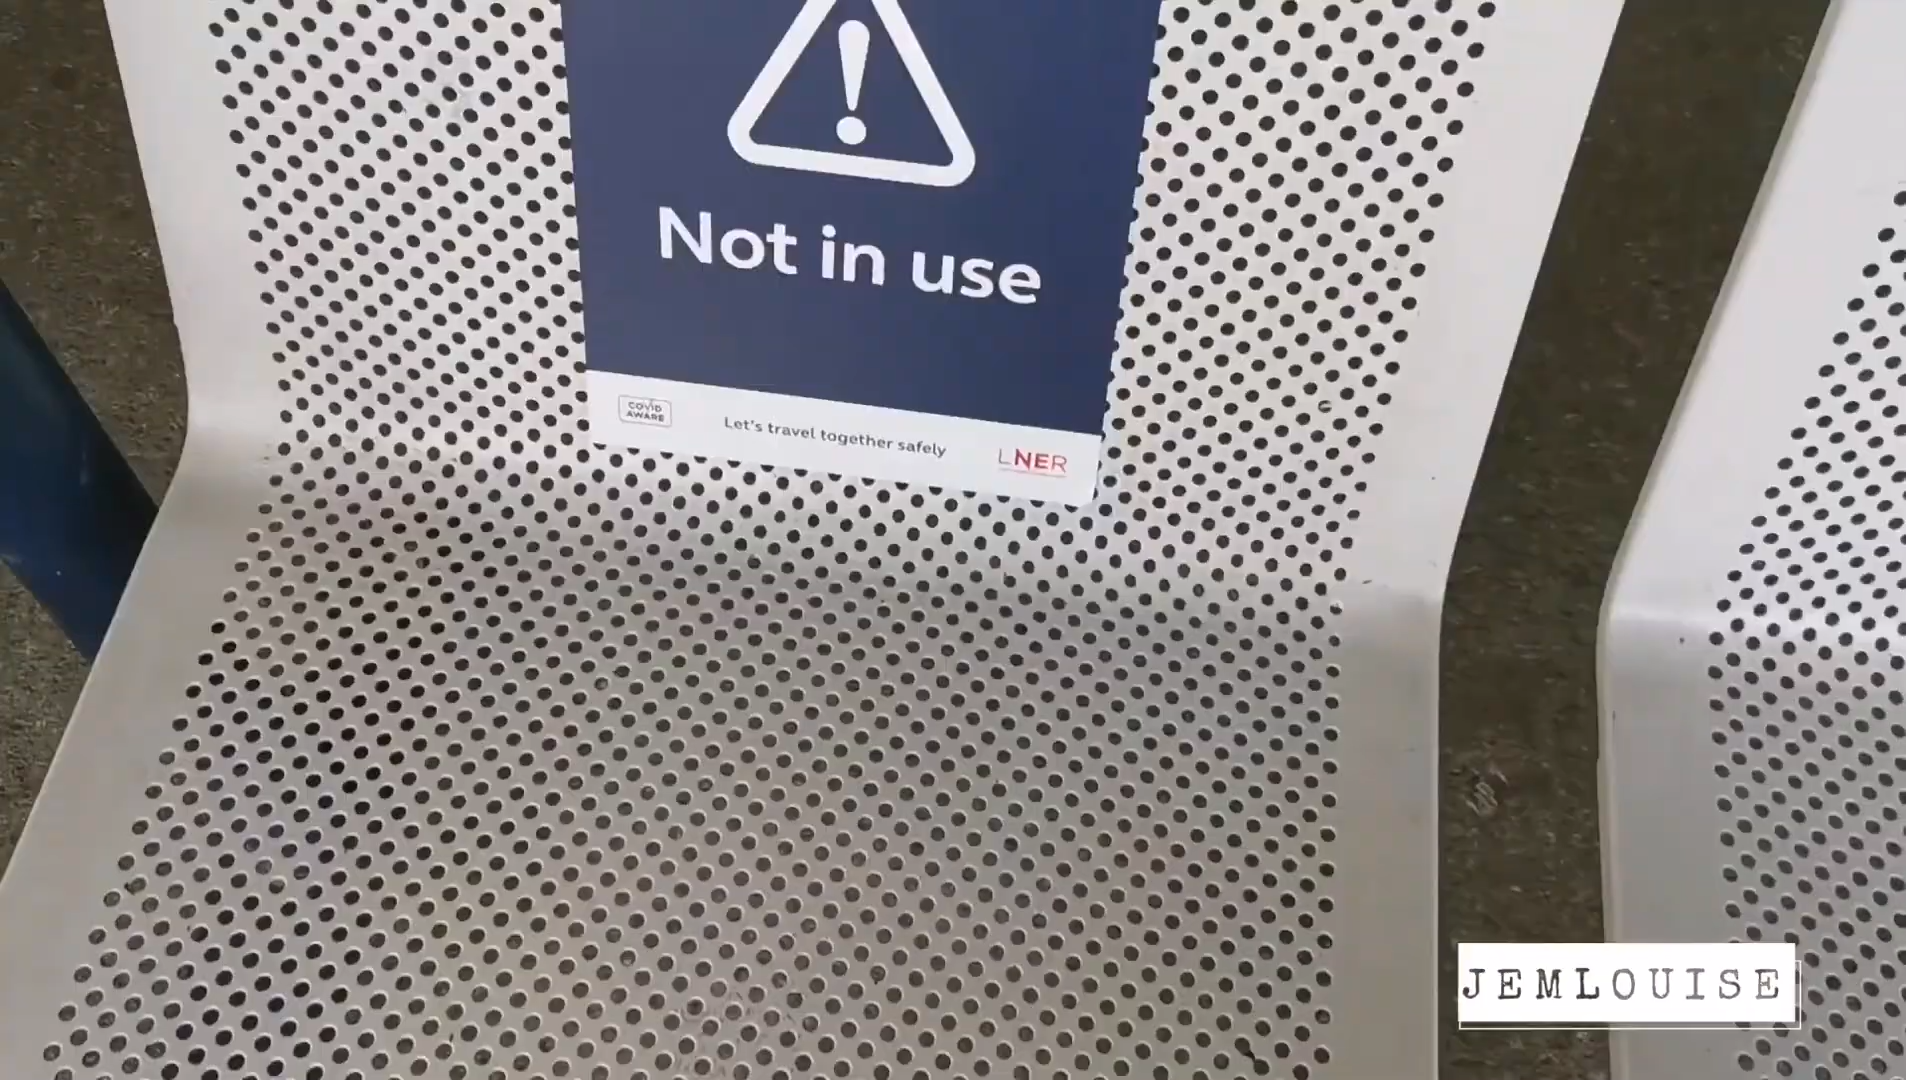 Not in use
COVID
AWARE
Let's travel together safely
LNER
JEMLOUISE